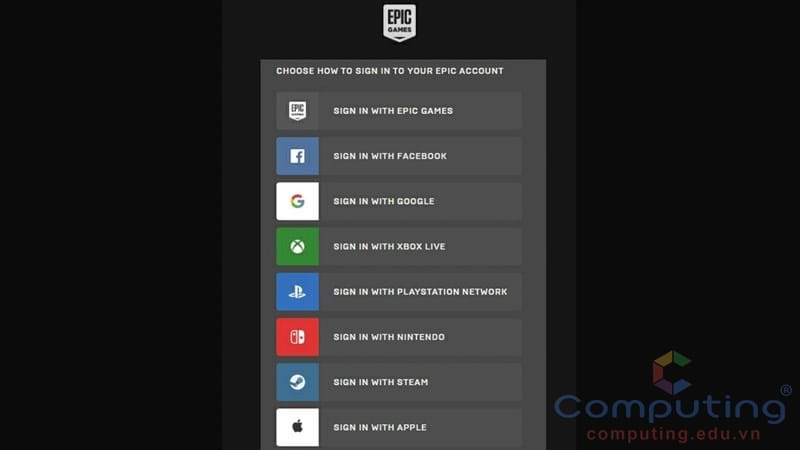 EPIC
GAMES
CHOOSE HOW TO SIGN IN TO YOUR EPIC ACCOUNT
EPIC
GAMES
SIGN IN WITH EPIC GAMES
SIGN IN WITH FACEBOOK
SIGN IN WITH GOOGLE
SIGN IN WITH XBOX LIVE
SIGN IN WITH PLAYSTATION NETWORK
SIGN IN WITH NINTENDO
SIGN IN WITH STEAM
SIGN IN WITH APPLE
Computing®
computing.edu.vn